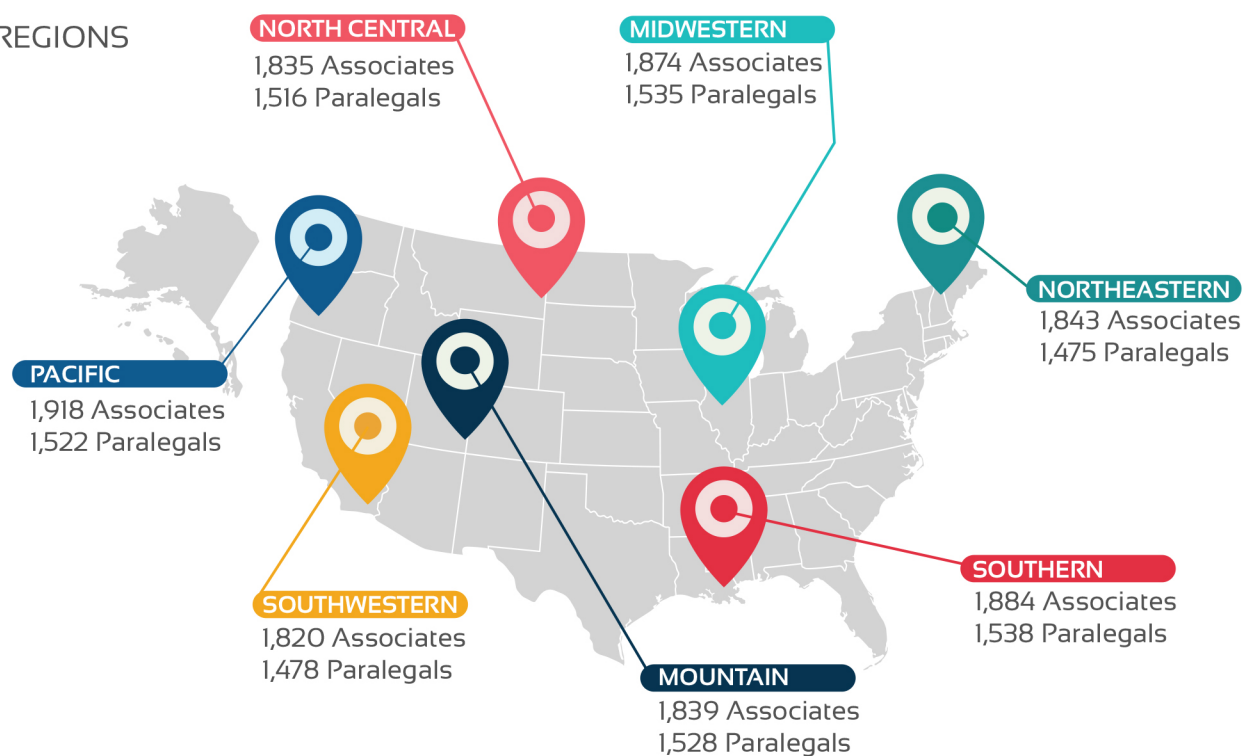 REGIONS
NORTH CENTRAL
1,835 Associates
1,516 Paralegals
MIDWESTERN
1,874 Associates
1,535 Paralegals
NORTHEASTERN
1,843 Associates
1,475 Paralegals
PACIFIC
1,918 Associates
1,522 Paralegals
SOUTHERN
1,884 Associates
1,538 Paralegals
SOUTHWESTERN
1,820 Associates
1,478 Paralegals
MOUNTAIN
1,839 Associates
1,528 Paralegals